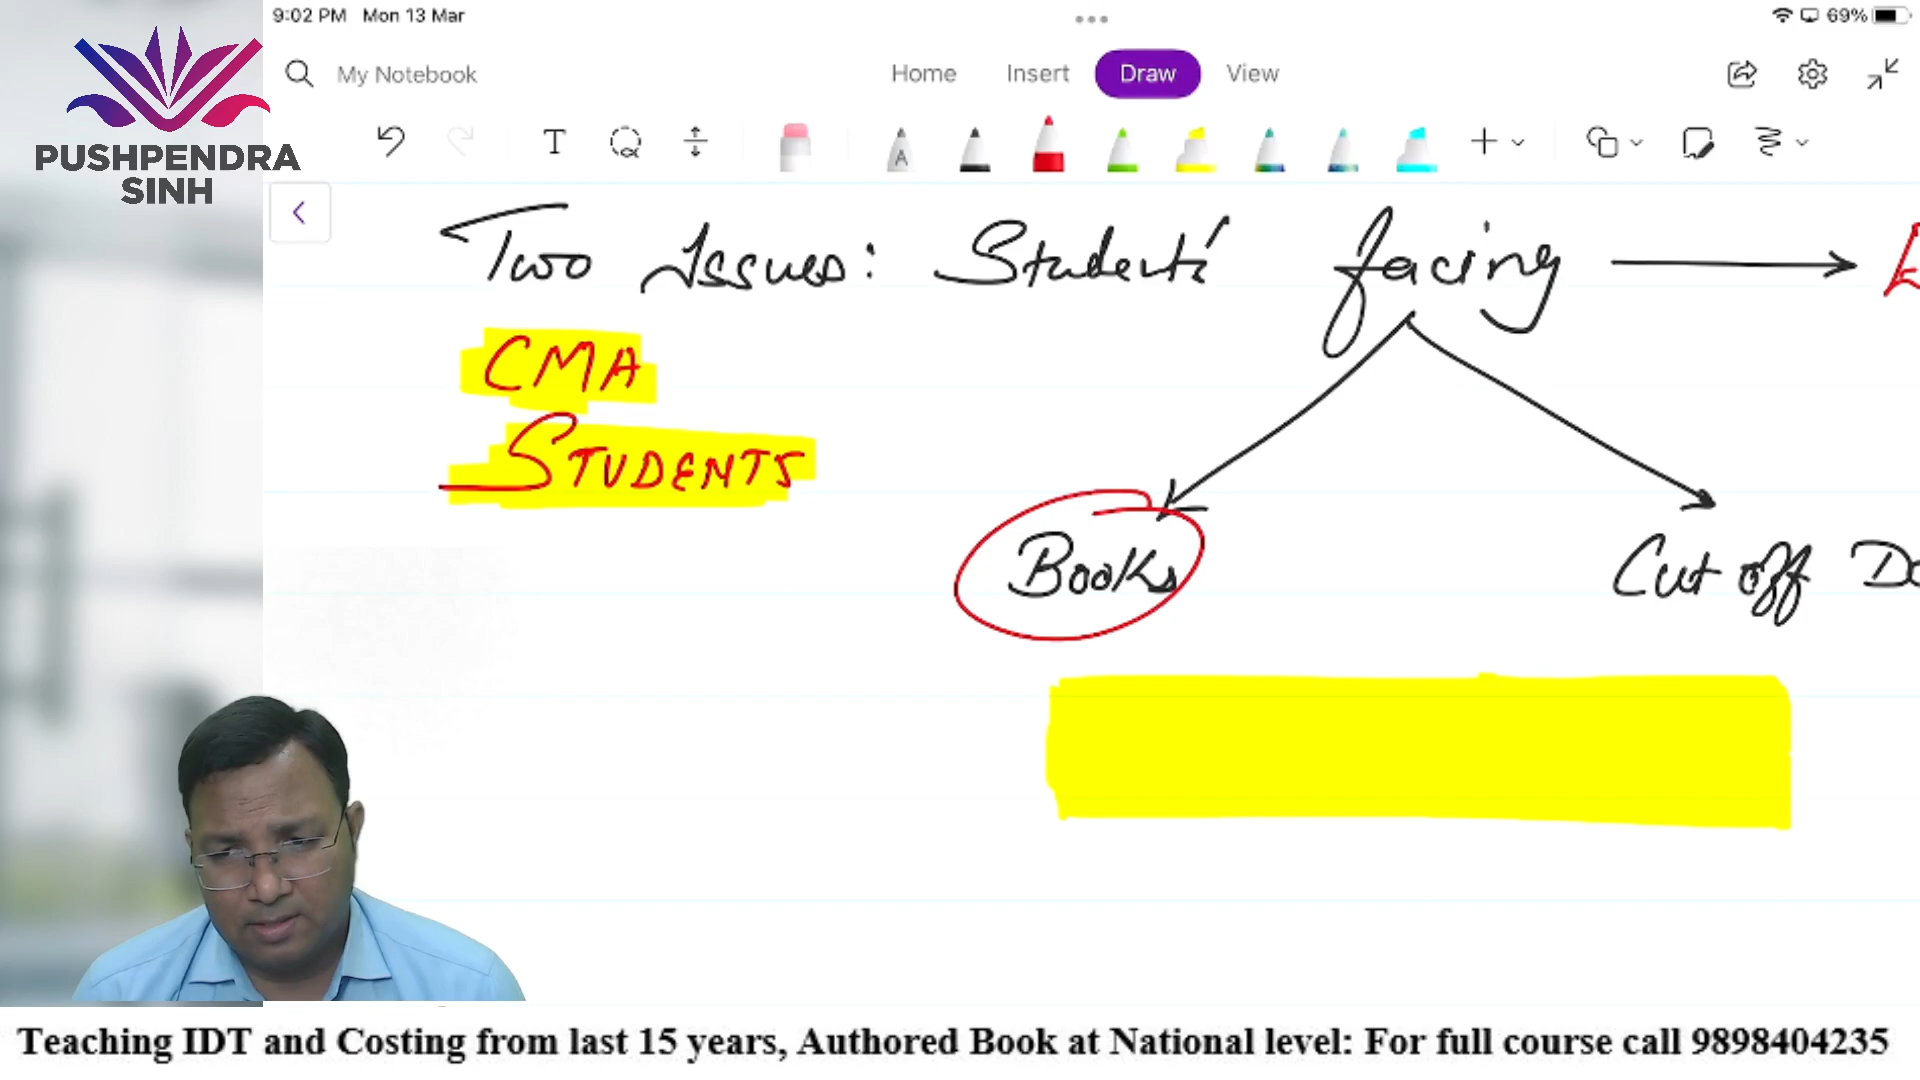 9:02 PM Mon 13 Mar
69%
PUSHPENDRA
SINH
My Notebook
Home Insert Draw View
T
A
Two Issues: Students' facing
CMA
STUDENTS
Books
Cut off
Teaching IDT and Costing from last 15 years, Authored Book at National level: For full course call 9898404235